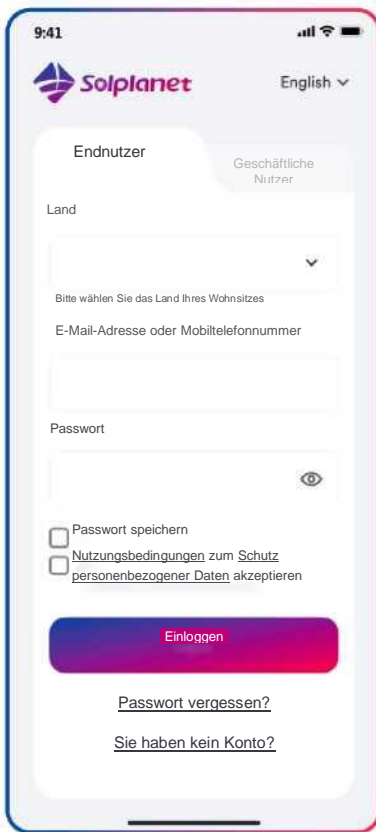 9:41
Solplanet
English
Endnutzer
Geschäftliche
Nutzer
Land
Bitte wählen Sie das Land Ihres Wohnsitzes
E-Mail-Adresse oder Mobiltelefonnummer
Passwort
Passwort speichern
Nutzungsbedingungen zum Schutz
personenbezogener Daten akzeptieren
Einloggen
Passwort vergessen?
Sie haben kein Konto?